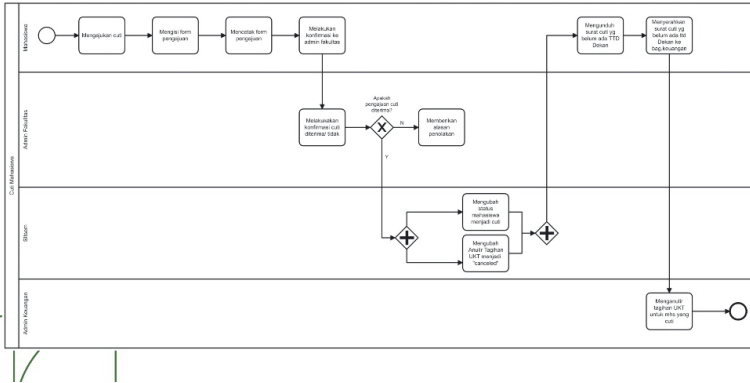 Cuti Mahasiswa
Mahasiswa
Mengajukan cuti
Mengisi form
pengajuan
Mencetak form
pengajuan
Melakukan
konfirmasi ke
admin fakultas
Mengunduh
surat cuti yg
belum ada TTD
Dekan
Menyerahkan
surat cuti yg
belum ada ttd
Dekan ke
bag.keuangan
Admin Fakultas
Melakasakan
konfirmasi cuti
diterima/ tidak
Apakah
pengajuan cuti
diterima?
N
Y
Memberikan
alasan
penolakan
Mengubah
status
mahasiswa
menjadi cuti
Mengubah
Anulir Tagihan
UKT menjadi
"canceled"
Admin Keuangan
Menganulir
tagihan UKT
untuk mhs yang
cuti